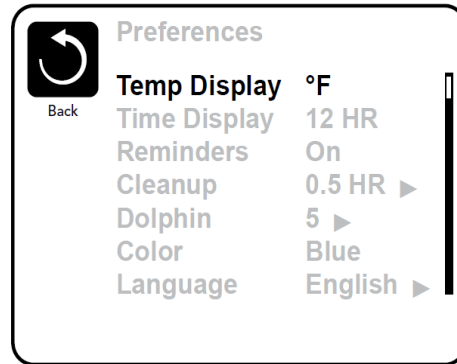 Preferences
Back
Temp Display °F
Time Display 12 HR
Reminders On
Cleanup 0.5 HR ▶
Dolphin 5 ▶
Color Blue
Language English ▶